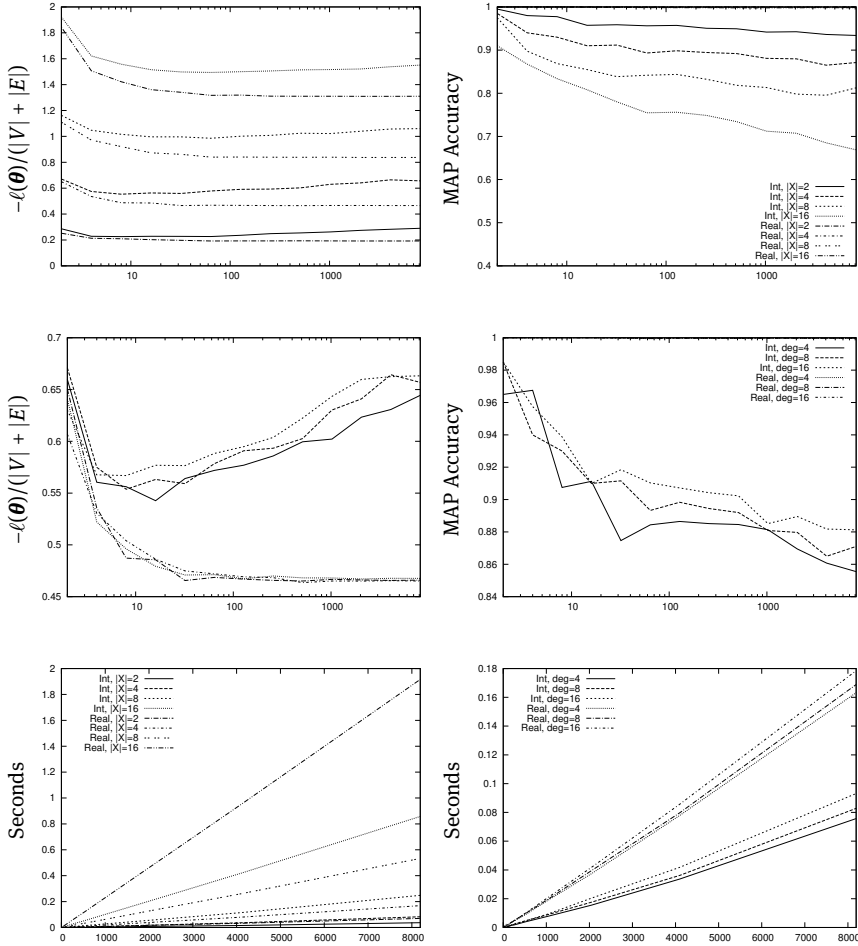 −ℓ(θ)/(|V| + |E|)
2
1.8
1.6
1.4
1.2
1
0.8
0.6
0.4
0.2
0
10
100
1000
MAP Accuracy
1
0.9
0.8
0.7
0.6
0.5
0.4
10
100
1000
Int, |X|=2
Int, |X|=4
Int, |X|=8
Int, |X|=16
Real, |X|=2
Real, |X|=4
Real, |X|=8
Real, |X|=16
−ℓ(θ)/(|V| + |E|)
0.7
0.65
0.6
0.55
0.5
0.45
10
100
1000
MAP Accuracy
1
0.98
0.96
0.94
0.92
0.9
0.88
0.86
0.84
10
100
1000
Int, deg=4
Int, deg=8
Int, deg=16
Real, deg=4
Real, deg=8
Real, deg=16
Seconds
2
1.8
1.6
1.4
1.2
1
0.8
0.6
0.4
0.2
0
0 1000 2000 3000 4000 5000 6000 7000 8000
Int, |X|=2
Int, |X|=4
Int, |X|=8
Int, |X|=16
Real, |X|=2
Real, |X|=4
Real, |X|=8
Real, |X|=16
Seconds
0.18
0.16
0.14
0.12
0.1
0.08
0.06
0.04
0.02
0
0 1000 2000 3000 4000 5000 6000 7000 8000
Int, deg=4
Int, deg=8
Int, deg=16
Real, deg=4
Real, deg=8
Real, deg=16